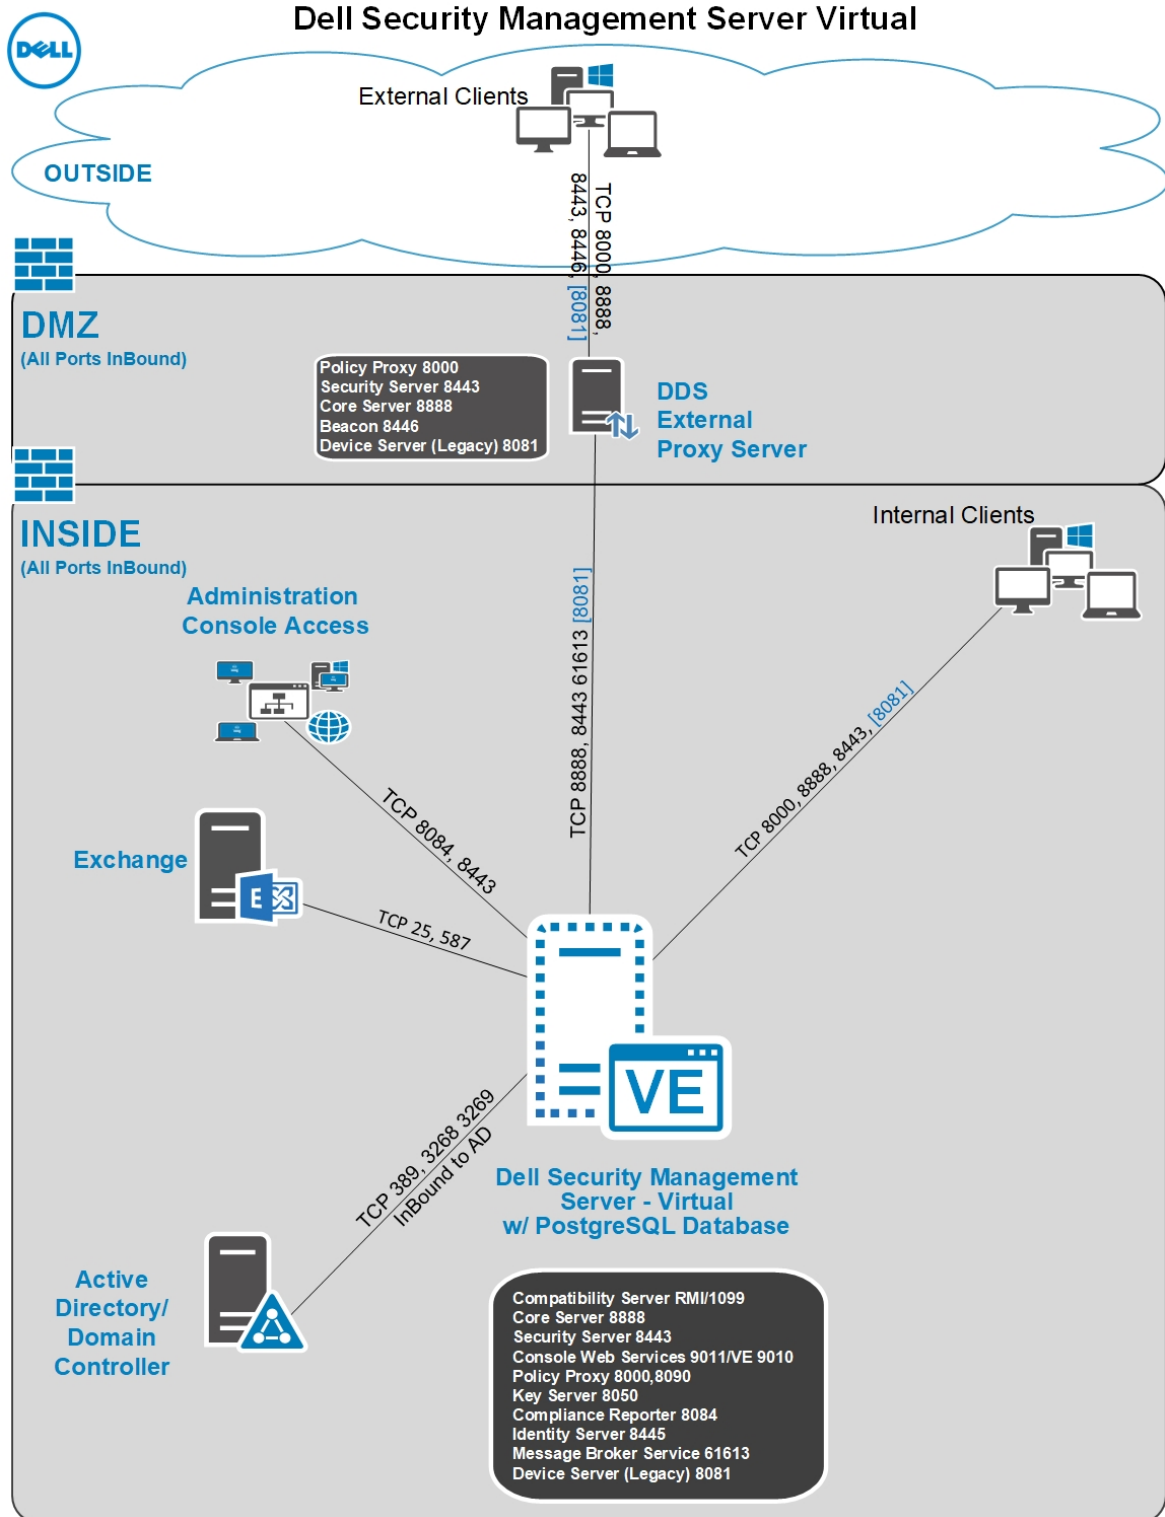 Dell Security Management Server Virtual
DELL
External Clients
OUTSIDE
TCP 8000, 8888,
8443, 8446, [8081]
DMZ
(All Ports InBound)
Policy Proxy 8000
Security Server 8443
Core Server 8888
Beacon 8446
Device Server (Legacy) 8081
DDS
External
Proxy Server
INSIDE
(All Ports InBound)
Internal Clients
Administration
Console Access
TCP 8888, 8443 61613 [8081]
TCP 8000, 8888, 8443, [8081]
TCP 8084, 8443
Exchange
E
TCP 25, 587
VE
TCP 389, 3268 3269
InBound to AD
Dell Security Management
Server - Virtual
w/ PostgreSQL Database
Active
Directory/
Domain
Controller
Compatibility Server RMI/1099
Core Server 8888
Security Server 8443
Console Web Services 9011/VE 9010
Policy Proxy 8000,8090
Key Server 8050
Compliance Reporter 8084
Identity Server 8445
Message Broker Service 61613
Device Server (Legacy) 8081